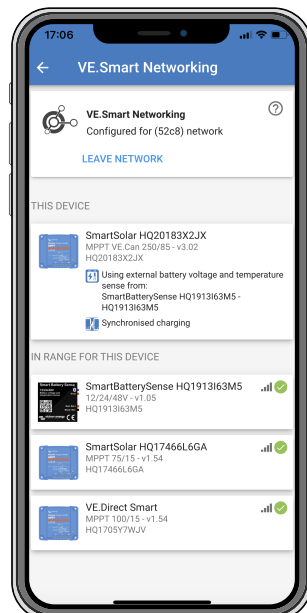 17:06
VE.Smart Networking
VE.Smart Networking
Configured for (52c8) network
LEAVE NETWORK
THIS DEVICE
SmartSolar HQ20183X2JX
MPPT VE.Can 250/85 - v3.02
HQ20183X2JX
Using external battery voltage and temperature
sense from:
SmartBatterySense HQ1913I63M5 -
HQ1913I63M5
Synchronised charging
IN RANGE FOR THIS DEVICE
Smart Battery Sense
SmartBatterySense HQ1913I63M5
12/24/48V - v1.05
HQ1913I63M5
SmartSolar HQ17466L6GA
MPPT 75/15 - v1.54
HQ17466L6GA
VE.Direct Smart
MPPT 100/15 - v1.54
HQ1705Y7WJV